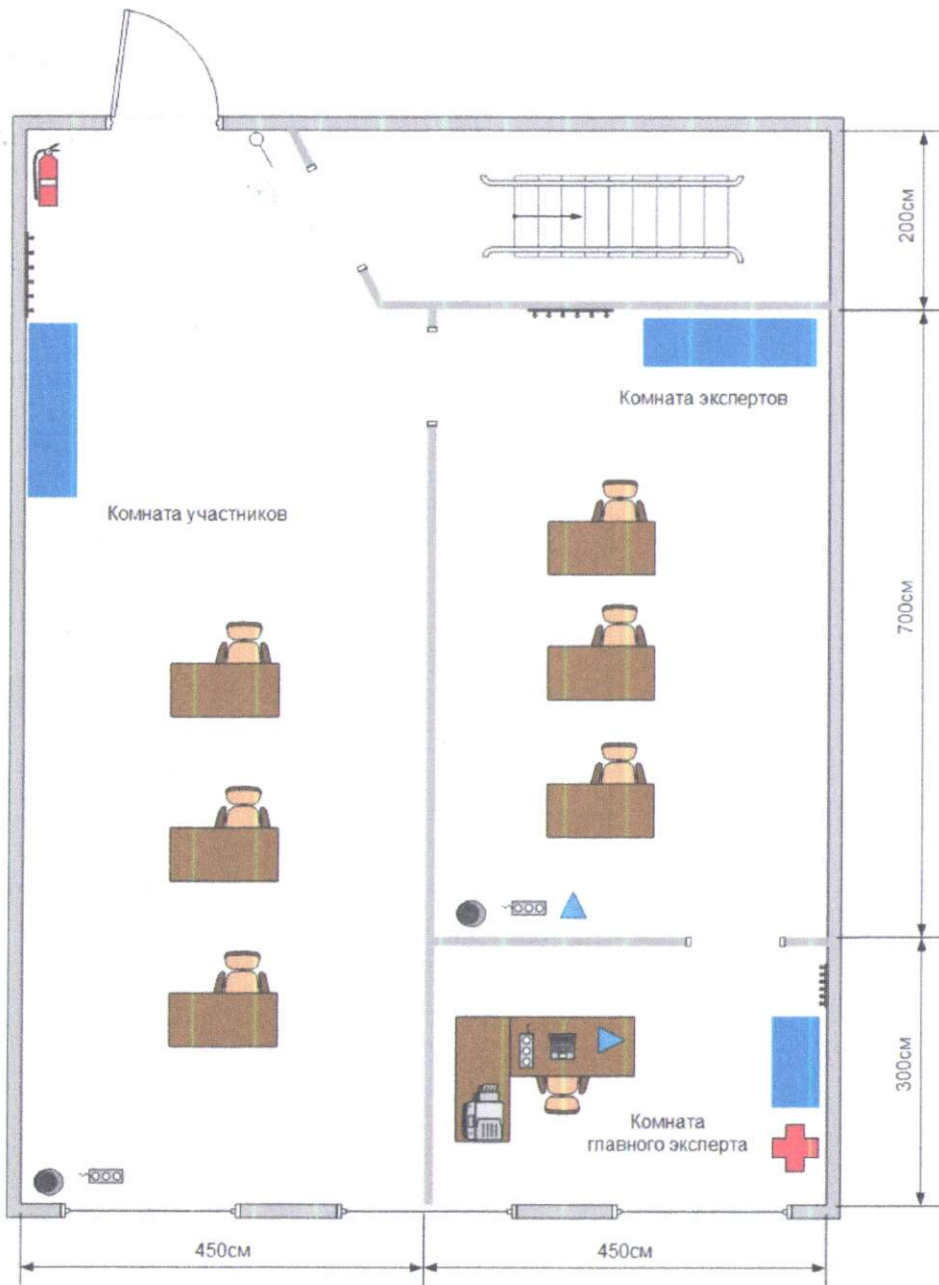 200см
Комната экспертов
Комната участников
700см
300см
Комната
главного эксперта
450см
450см